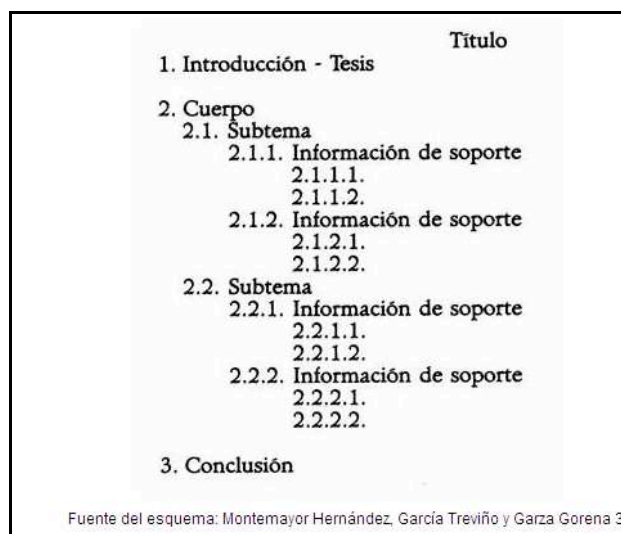 Título
1. Introducción - Tesis
2. Cuerpo
2.1. Subtema
2.1.1. Información de soporte
2.1.1.1.
2.1.1.2.
2.1.2. Información de soporte
2.1.2.1.
2.1.2.2.
2.2. Subtema
2.2.1. Información de soporte
2.2.1.1.
2.2.1.2.
2.2.2. Información de soporte
2.2.2.1.
2.2.2.2.
3. Conclusión
Fuente del esquema: Montemayor Hernández, García Treviño y Garza Gorena 3